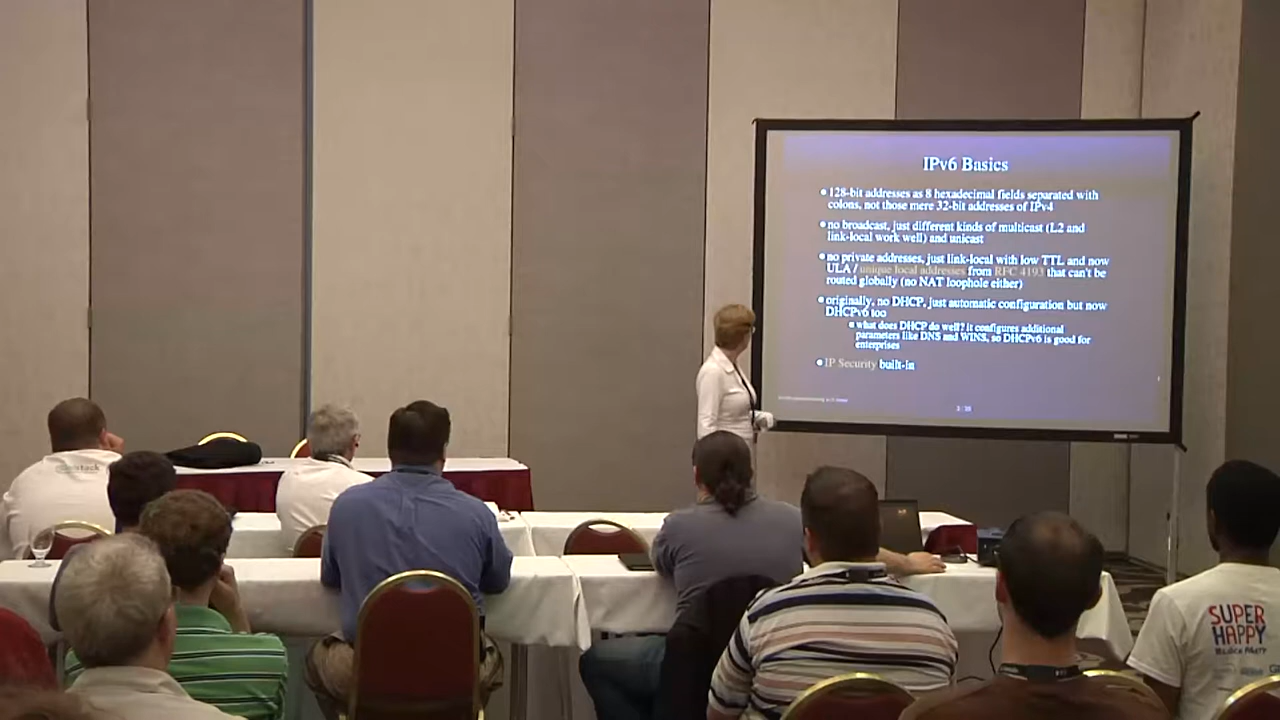 IPv6 Basics
128-bit addresses as 8 hexadecimal fields separated with
colons, not those mere 32-bit addresses of IPv4
no broadcast, just different kinds of multicast (L2 and
link-local work well) and unicast
no private addresses, just link-local with low TTL and now
ULA / unique local addresses from RFC 4193 that can't be
routed globally (no NAT loophole either)
originally, no DHCP, just automatic configuration but now
DHCPv6 too
what does DHCP do well? it configures additional
parameters like DNS and WINS, so DHCPv6 is good for
enterprises
IP Security built-in
SUPER
HAPPY
BLOCK PARTY